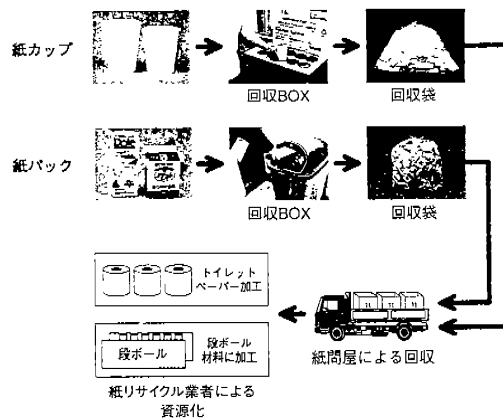 紙カップ
回収BOX
回収袋
紙パック
回収BOX
回収袋
トイレット
ペーパー加工
段ボール
段ボール
材料に加工
紙リサイクル業者による
資源化
紙問屋による回収